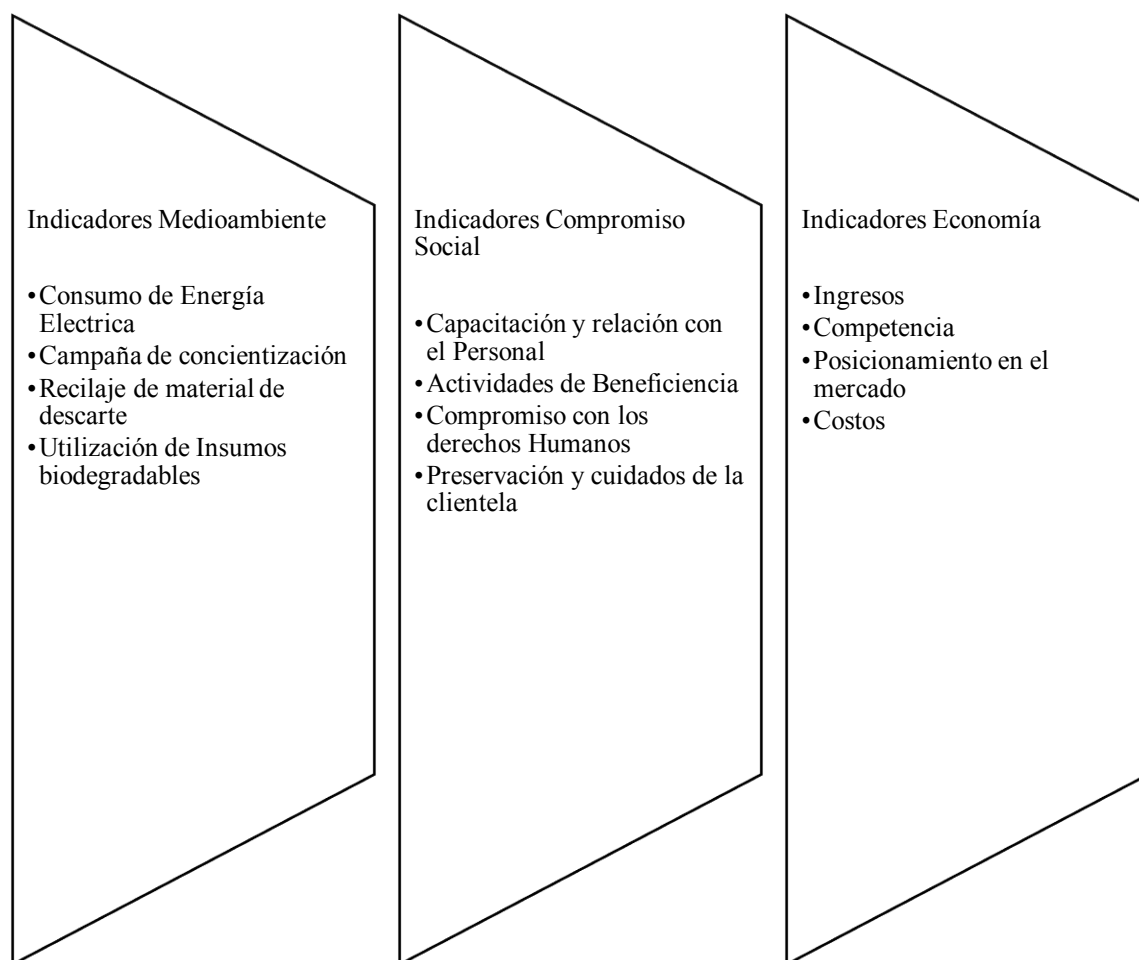 Indicadores Medioambiente
•Consumo de Energía
Electrica
•Campaña de concientización
•Recilaje de material de
descarte
•Utilización de Insumos
biodegradables
Indicadores Compromiso
Social
•Capacitación y relación con
el Personal
•Actividades de Beneficiencia
•Compromiso con los
derechos Humanos
•Preservación y cuidados de la
clientela
Indicadores Economía
•Ingresos
•Competencia
•Posicionamiento en el
mercado
•Costos